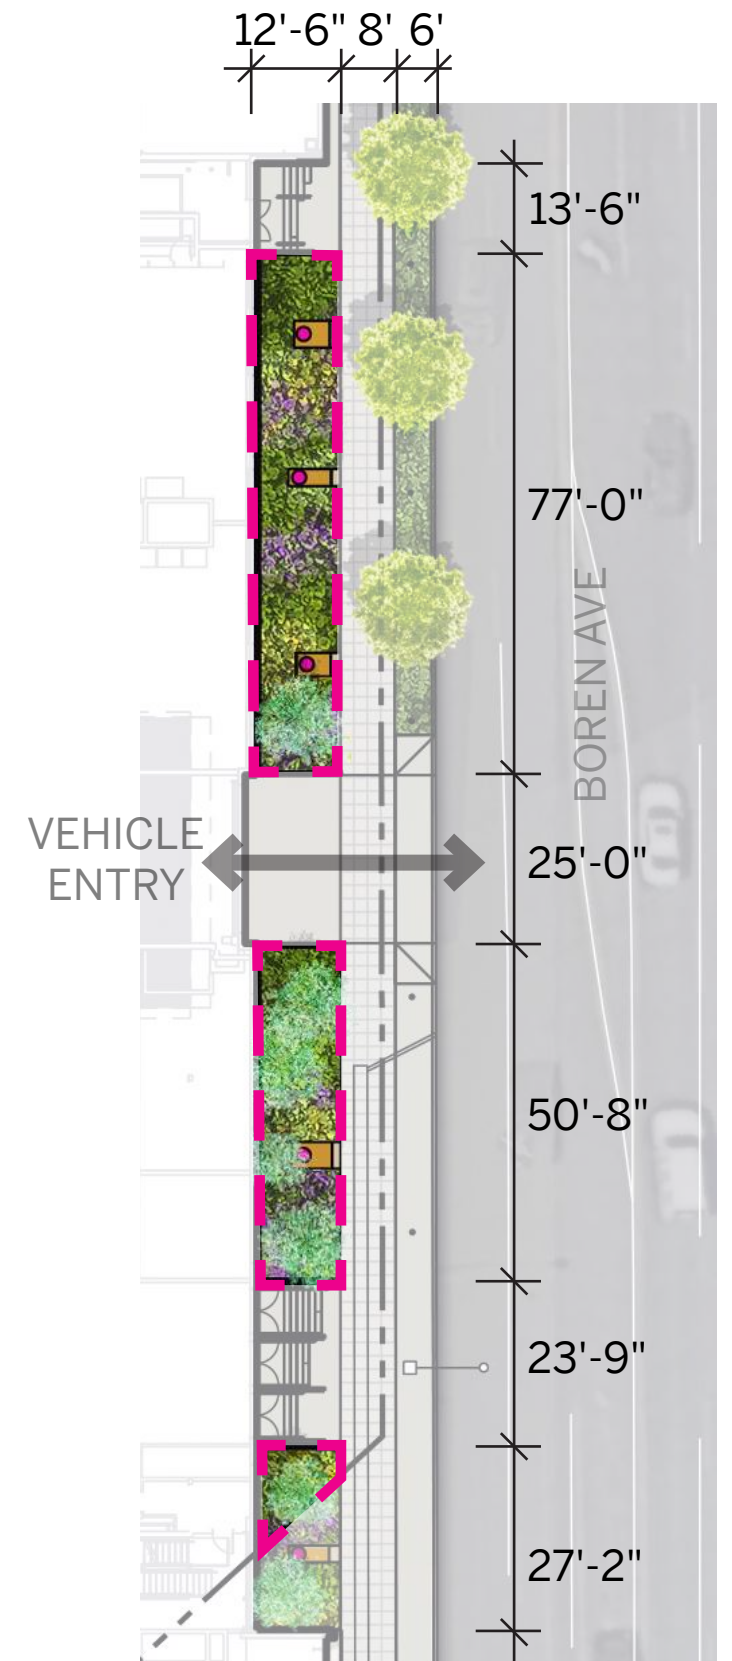 12'-6" 8' 6'
13'-6"
77'-0"
BOREN AVE
VEHICLE
ENTRY
25'-0"
50'-8"
23'-9"
27'-2"